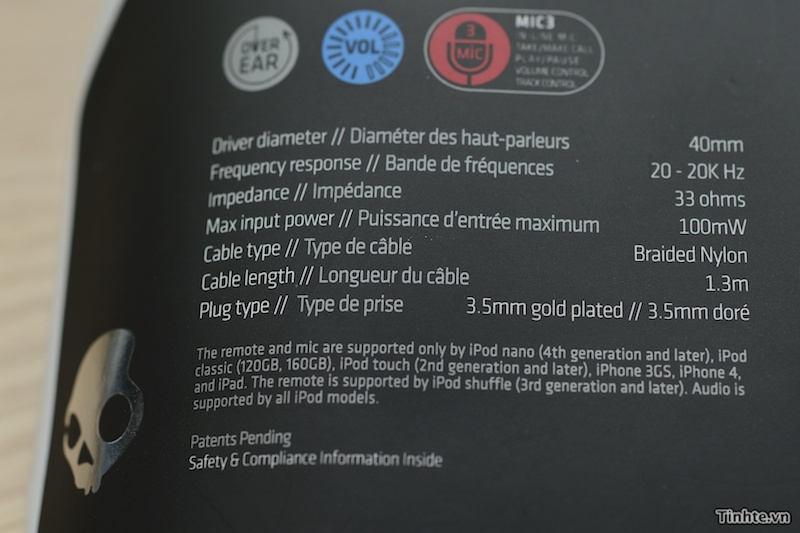 OVER
EAR
VOL
3
MIC
MIC3
IN-LINE MIC
TAKE/MAKE CALL
PLAY/PAUSE
VOLUME CONTROL
TRACK CONTROL
Driver diameter // Diaméter des haut-parleurs 40mm
Frequency response // Bande de fréquences 20 - 20K Hz
Impedance // Impédance 33 ohms
Max input power // Puissance d'entrée maximum 100mW
Cable type // Type de câble Braided Nylon
Cable length // Longueur du câble 1.3m
Plug type // Type de prise 3.5mm gold plated // 3.5mm doré
The remote and mic are supported only by iPod nano (4th generation and later), iPod
classic (120GB, 160GB), iPod touch (2nd generation and later), iPhone 3GS, iPhone 4,
and iPad. The remote is supported by iPod shuffle (3rd generation and later). Audio is
supported by all iPod models.
Patents Pending
Safety & Compliance Information Inside
Tinhte.vn